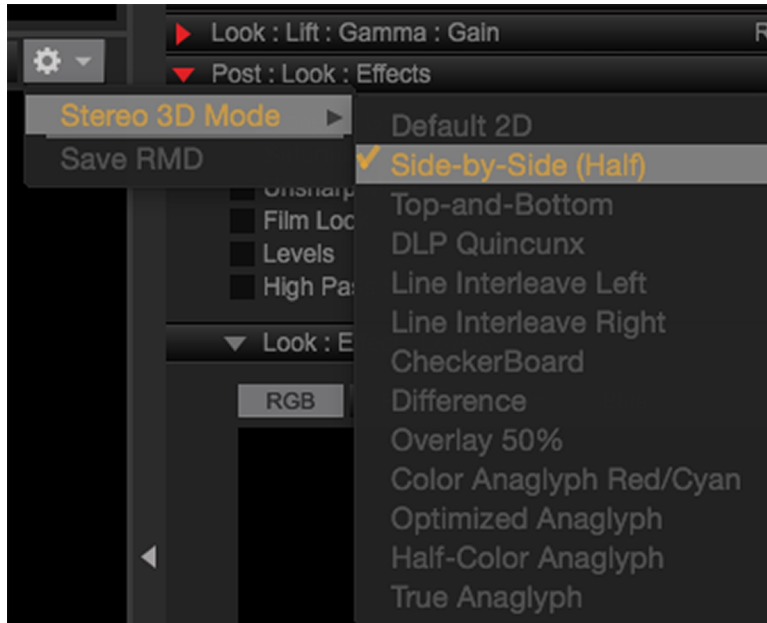 Look : Lift : Gamma : Gain
R
Post : Look : Effects
Stereo 3D Mode
Save RMD
Default 2D
Side-by-Side (Half)
Top-and-Bottom
DLP Quincunx
Line Interleave Left
Line Interleave Right
CheckerBoard
Difference
Overlay 50%
Color Anaglyph Red/Cyan
Optimized Anaglyph
Half-Color Anaglyph
True Anaglyph
Unsharp
Film Loo
Levels
High Pa
Look : E
RGB